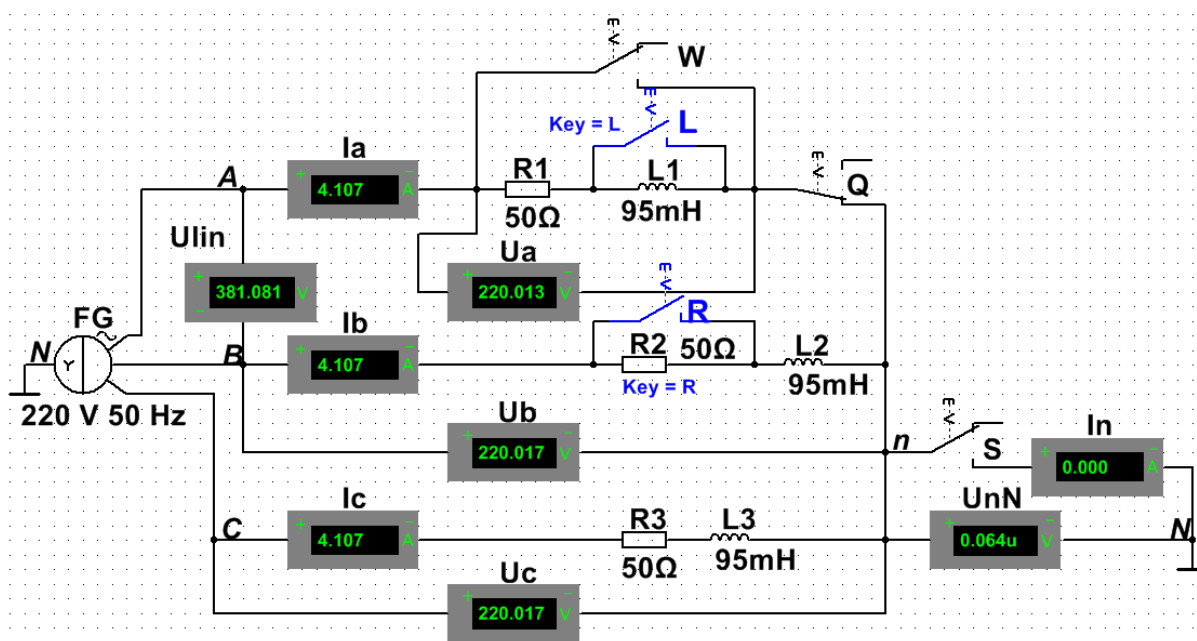 E V
W
E V
Key = L
L
Ia
+ 4.107 A −
R1
50Ω
L1
95mH
E V
Q
A
Ulin
+ 381.081 V −
Ua
+ 220.013 V −
E V
R
FG
N
Y
220 V 50 Hz
B
Ib
+ 4.107 A −
R2
50Ω
Key = R
L2
95mH
Ub
+ 220.017 V −
n
E V
S
In
+ 0.000 A −
C
Ic
+ 4.107 A −
R3
50Ω
L3
95mH
UnN
+ 0.064u V −
N
Uc
+ 220.017 V −